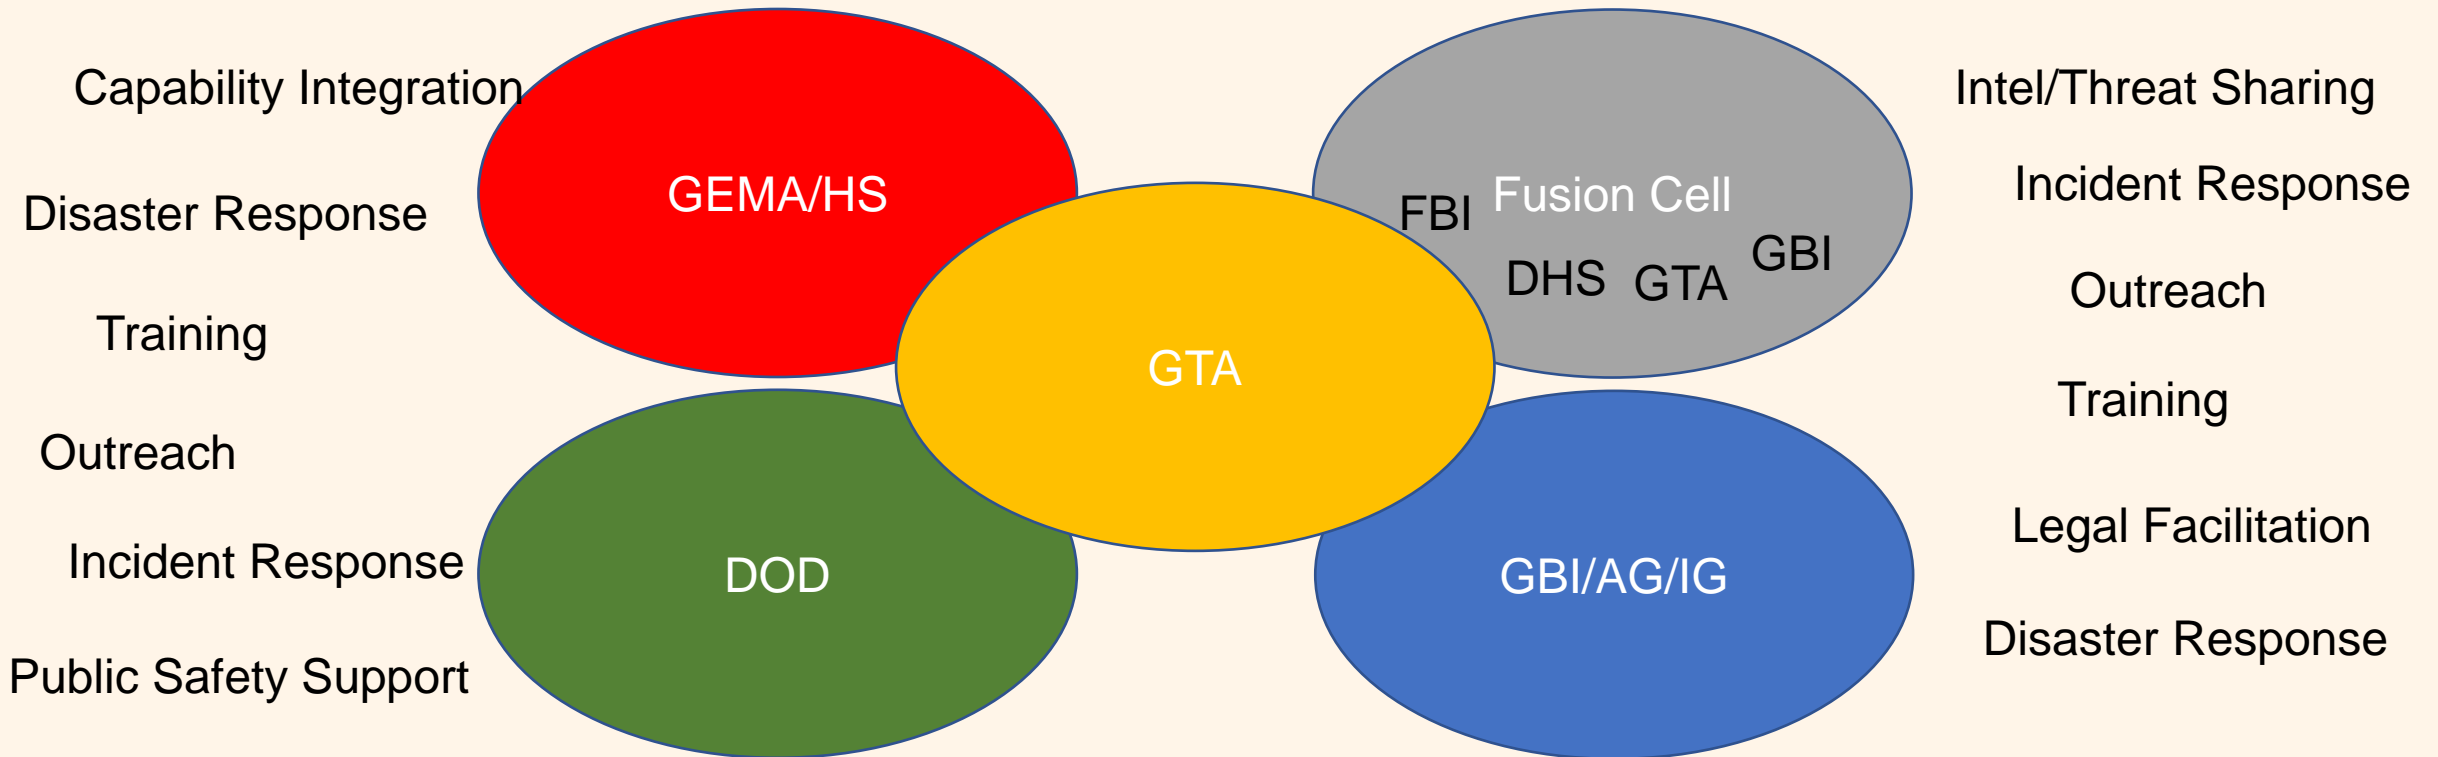 Capability Integration
Disaster Response
Training
Outreach
Incident Response
Public Safety Support
GEMA/HS
DOD
GTA
Fusion Cell
FBI
DHS
GTA
GBI
GBI/AG/IG
Intel/Threat Sharing
Incident Response
Outreach
Training
Legal Facilitation
Disaster Response